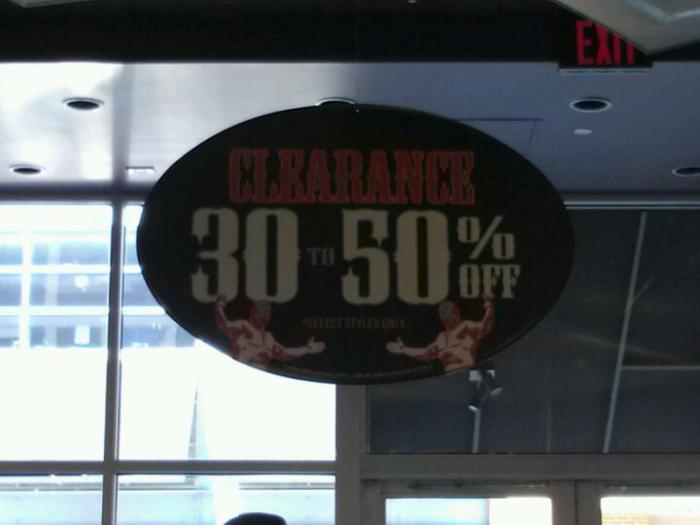 EXIT
CLEARANCE
30 TO 50% OFF
*SELECT STYLES ONLY.